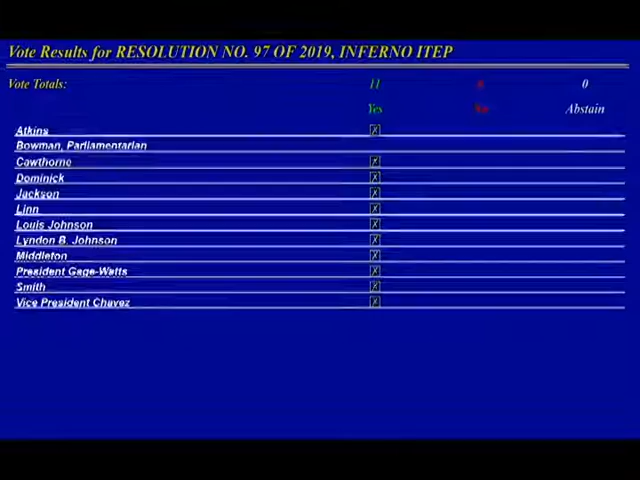 Vote Results for RESOLUTION NO. 97 OF 2019, INFERNO ITEP
Vote Totals: 11 0
Yes No Abstain
Atkins
Bowman, Parliamentarian
Cawthorne
Dominick
Jackson
Linn
Louis Johnson
Lyndon B. Johnson
Middleton
President Gage-Watts
Smith
Vice President Chavez